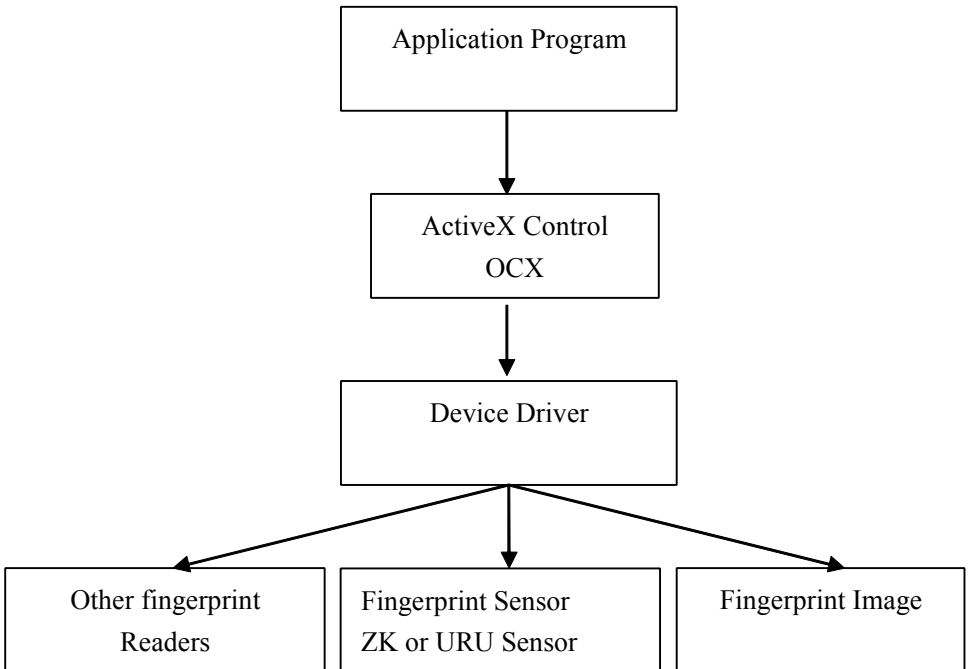 Application Program
ActiveX Control
OCX
Device Driver
Other fingerprint
Readers
Fingerprint Sensor
ZK or URU Sensor
Fingerprint Image